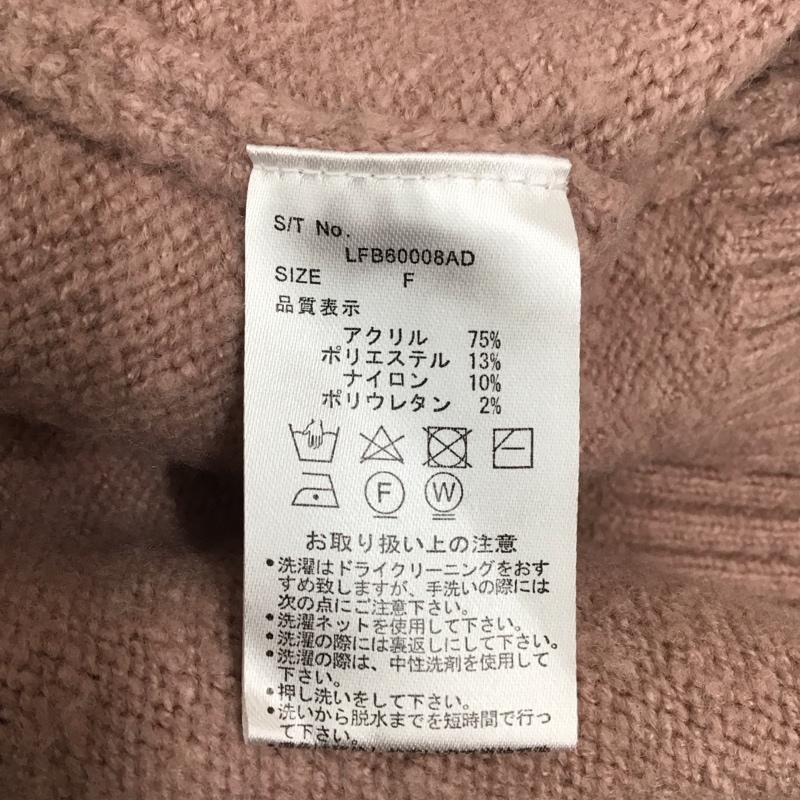 S/T No.
LFB60008AD
SIZE F
品質表示
アクリル 75%
ポリエステル 13%
ナイロン 10%
ポリウレタン 2%
F W
お取り扱い上の注意
•洗濯はドライクリーニングをおす
すめ致しますが、手洗いの際には
次の点にご注意下さい。
•洗濯ネットを使用して下さい。
•洗濯の際には裏返しにして下さい。
•洗濯の際は、中性洗剤を使用して
下さい。
•押し洗いをして下さい。
•洗いから脱水までを短時間で行っ
て下さい。